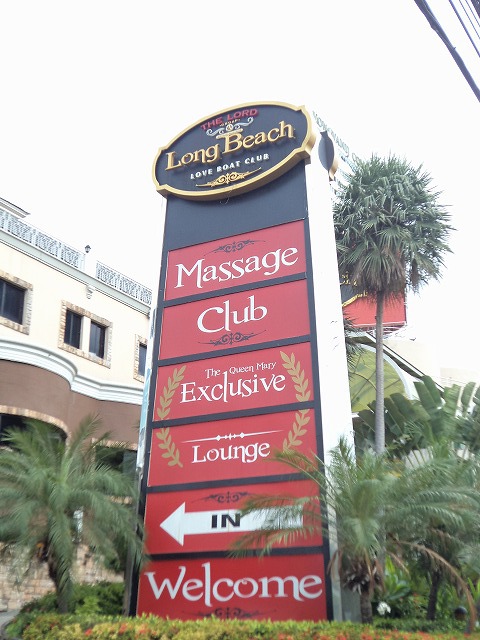 THE LORD
Long Beach
LOVE BOAT CLUB
Massage
Club
The Queen Mary
Exclusive
Lounge
IN
Welcome